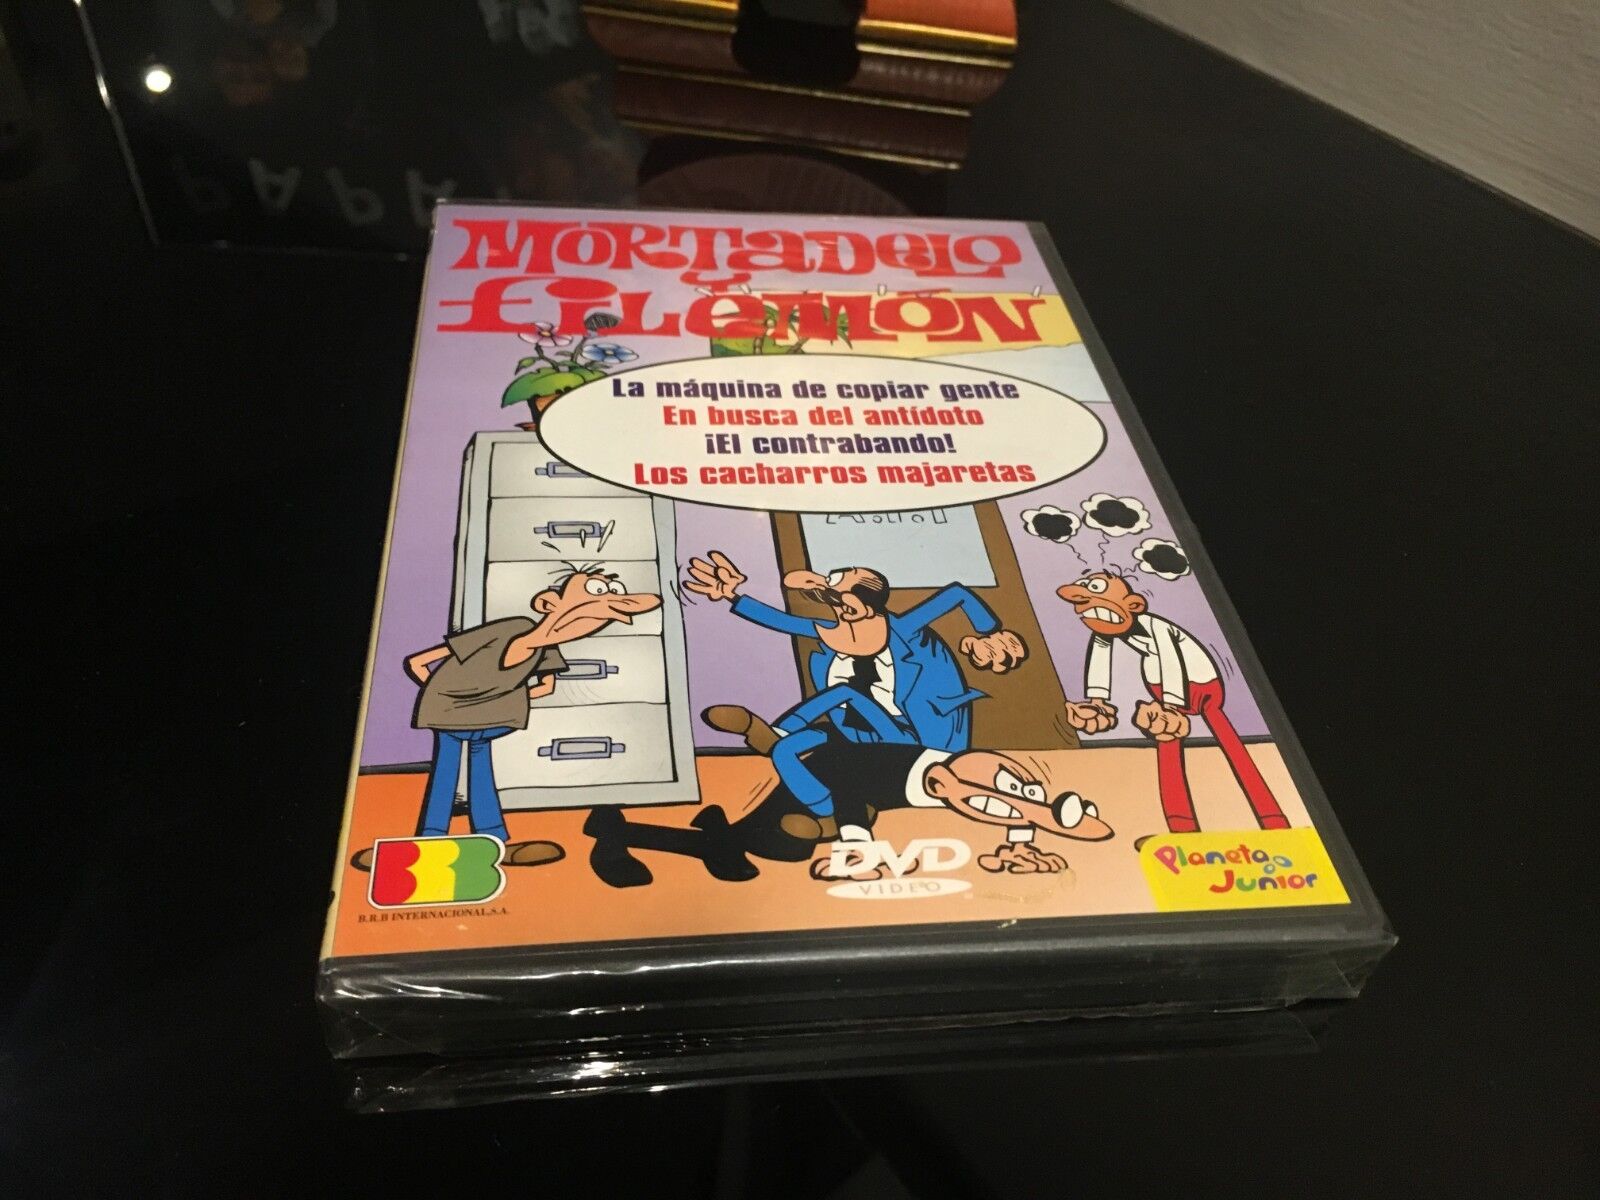 PAPA
MORTADELO
Y
FILEMÓN
La máquina de copiar gente
En busca del antídoto
¡El contrabando!
Los cacharros majaretas
BRB
B.R.B INTERNACIONAL, S.A.
DVD
VIDEO
Planeta
Junior